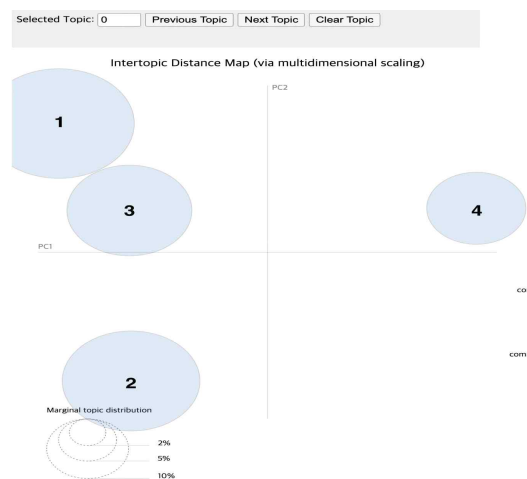 Selected Topic: 0 Previous Topic Next Topic Clear Topic
Intertopic Distance Map (via multidimensional scaling)
PC2
1
3
4
PC1
co
com
2
Marginal topic distribution
2%
5%
10%